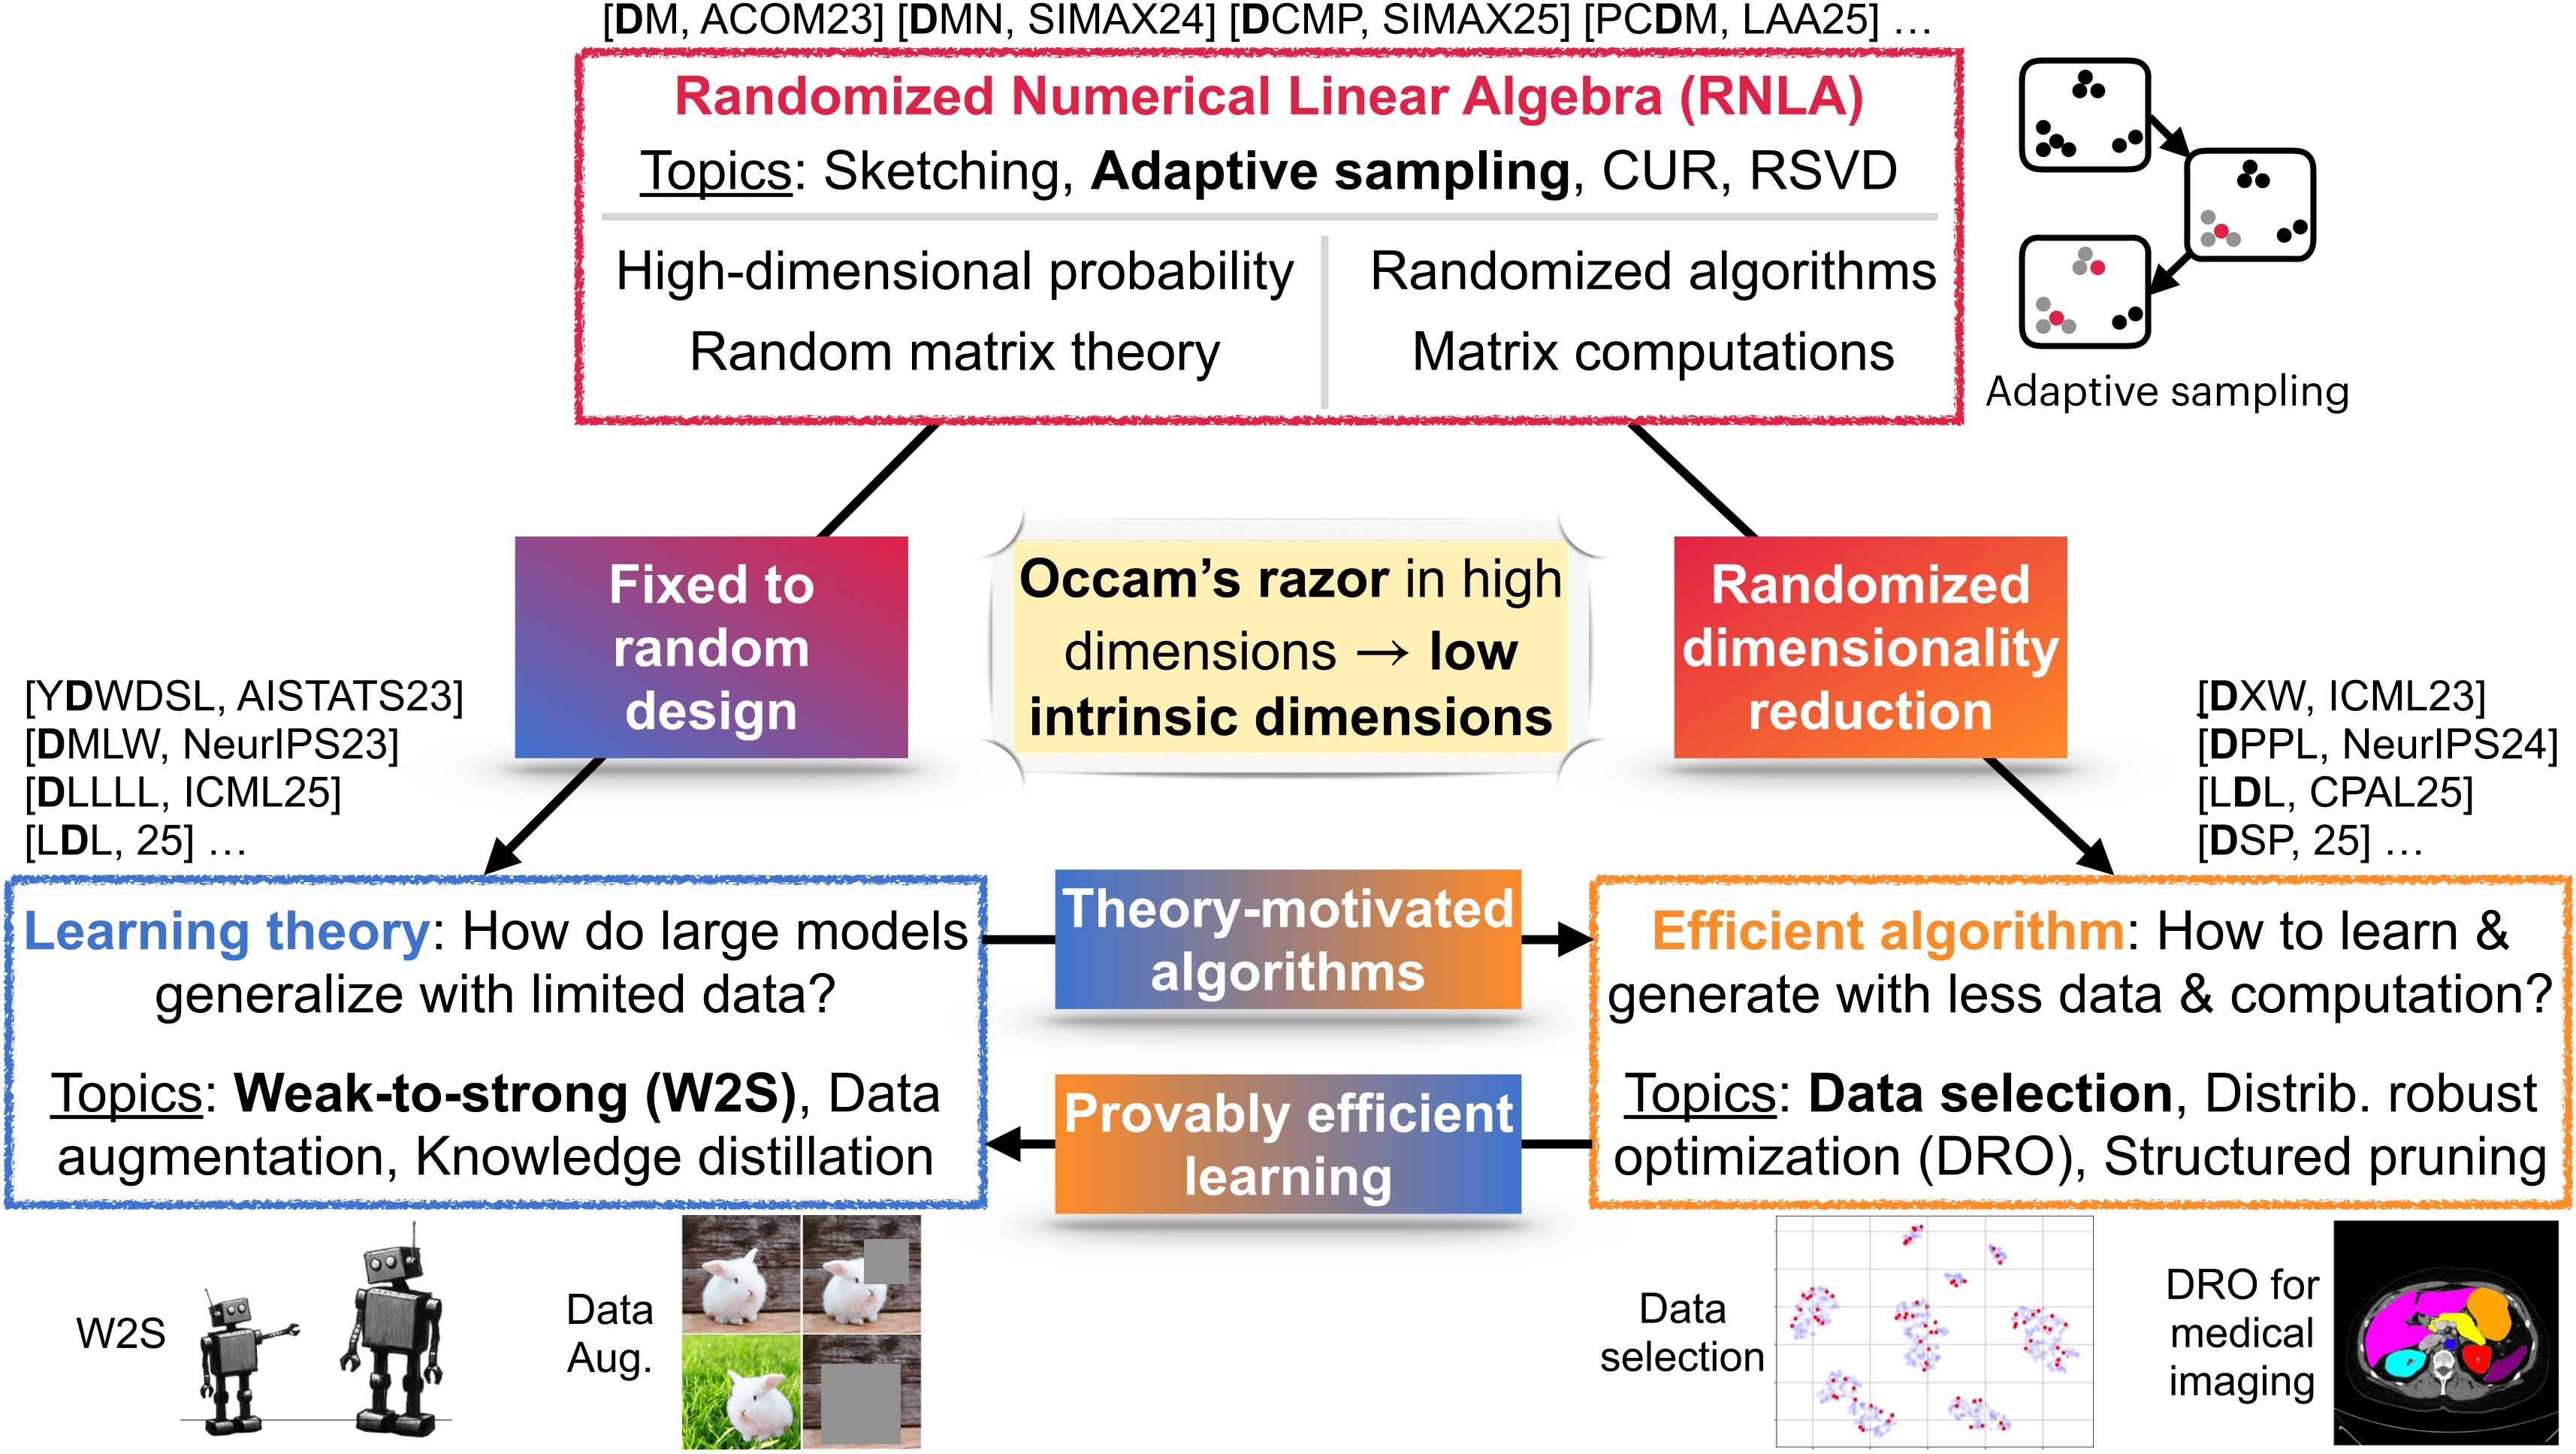 [DM, ACOM23] [DMN, SIMAX24] [DCMP, SIMAX25] [PCDM, LAA25] …
Randomized Numerical Linear Algebra (RNLA)
Topics: Sketching, Adaptive sampling, CUR, RSVD
High-dimensional probability
Random matrix theory
Randomized algorithms
Matrix computations
Adaptive sampling
Fixed to
random
design
Occam’s razor in high
dimensions → low
intrinsic dimensions
Randomized
dimensionality
reduction
[YDWDSL, AISTATS23]
[DMLW, NeurIPS23]
[DLLLL, ICML25]
[LDL, 25] …
[DXW, ICML23]
[DPPL, NeurIPS24]
[LDL, CPAL25]
[DSP, 25] …
Learning theory: How do large models
generalize with limited data?
Topics: Weak-to-strong (W2S), Data
augmentation, Knowledge distillation
Theory-motivated
algorithms
Provably efficient
learning
Efficient algorithm: How to learn &
generate with less data & computation?
Topics: Data selection, Distrib. robust
optimization (DRO), Structured pruning
W2S
Data
Aug.
Data
selection
DRO for
medical
imaging